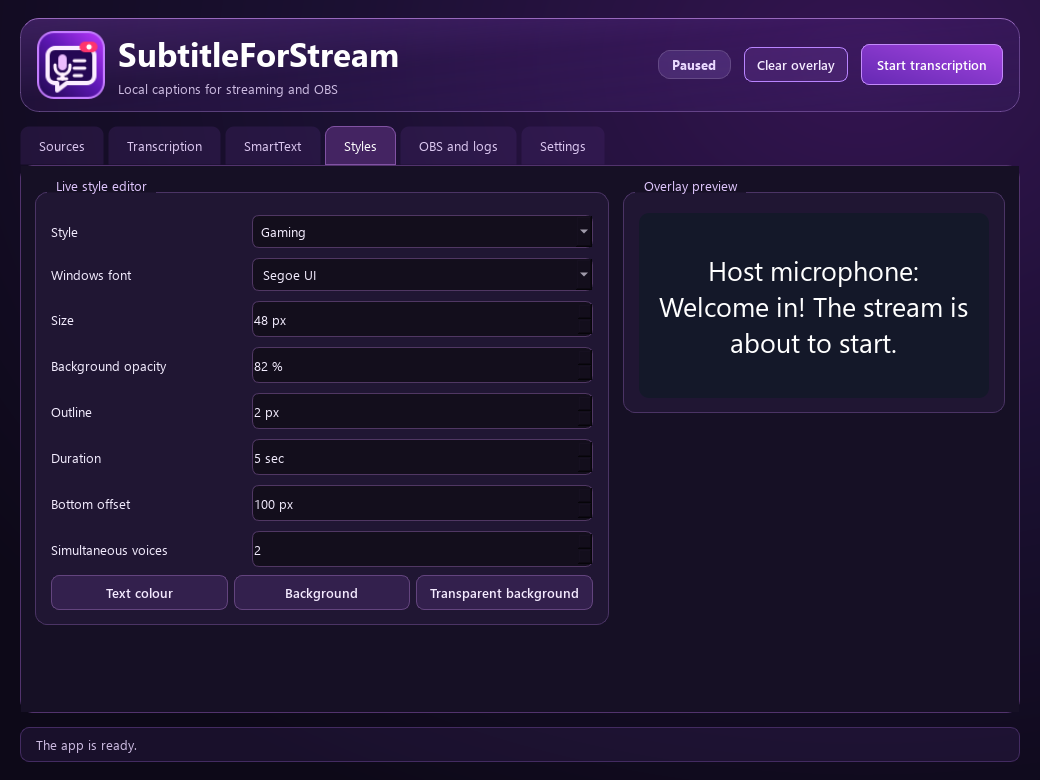 SubtitleForStream
Local captions for streaming and OBS
Paused
Clear overlay
Start transcription
Sources
Transcription
SmartText
Styles
OBS and logs
Settings
Live style editor
Style
Gaming
Windows font
Segoe UI
Size
48 px
Background opacity
82 %
Outline
2 px
Duration
5 sec
Bottom offset
100 px
Simultaneous voices
2
Text colour
Background
Transparent background
Overlay preview
Host microphone:
Welcome in! The stream is
about to start.
The app is ready.